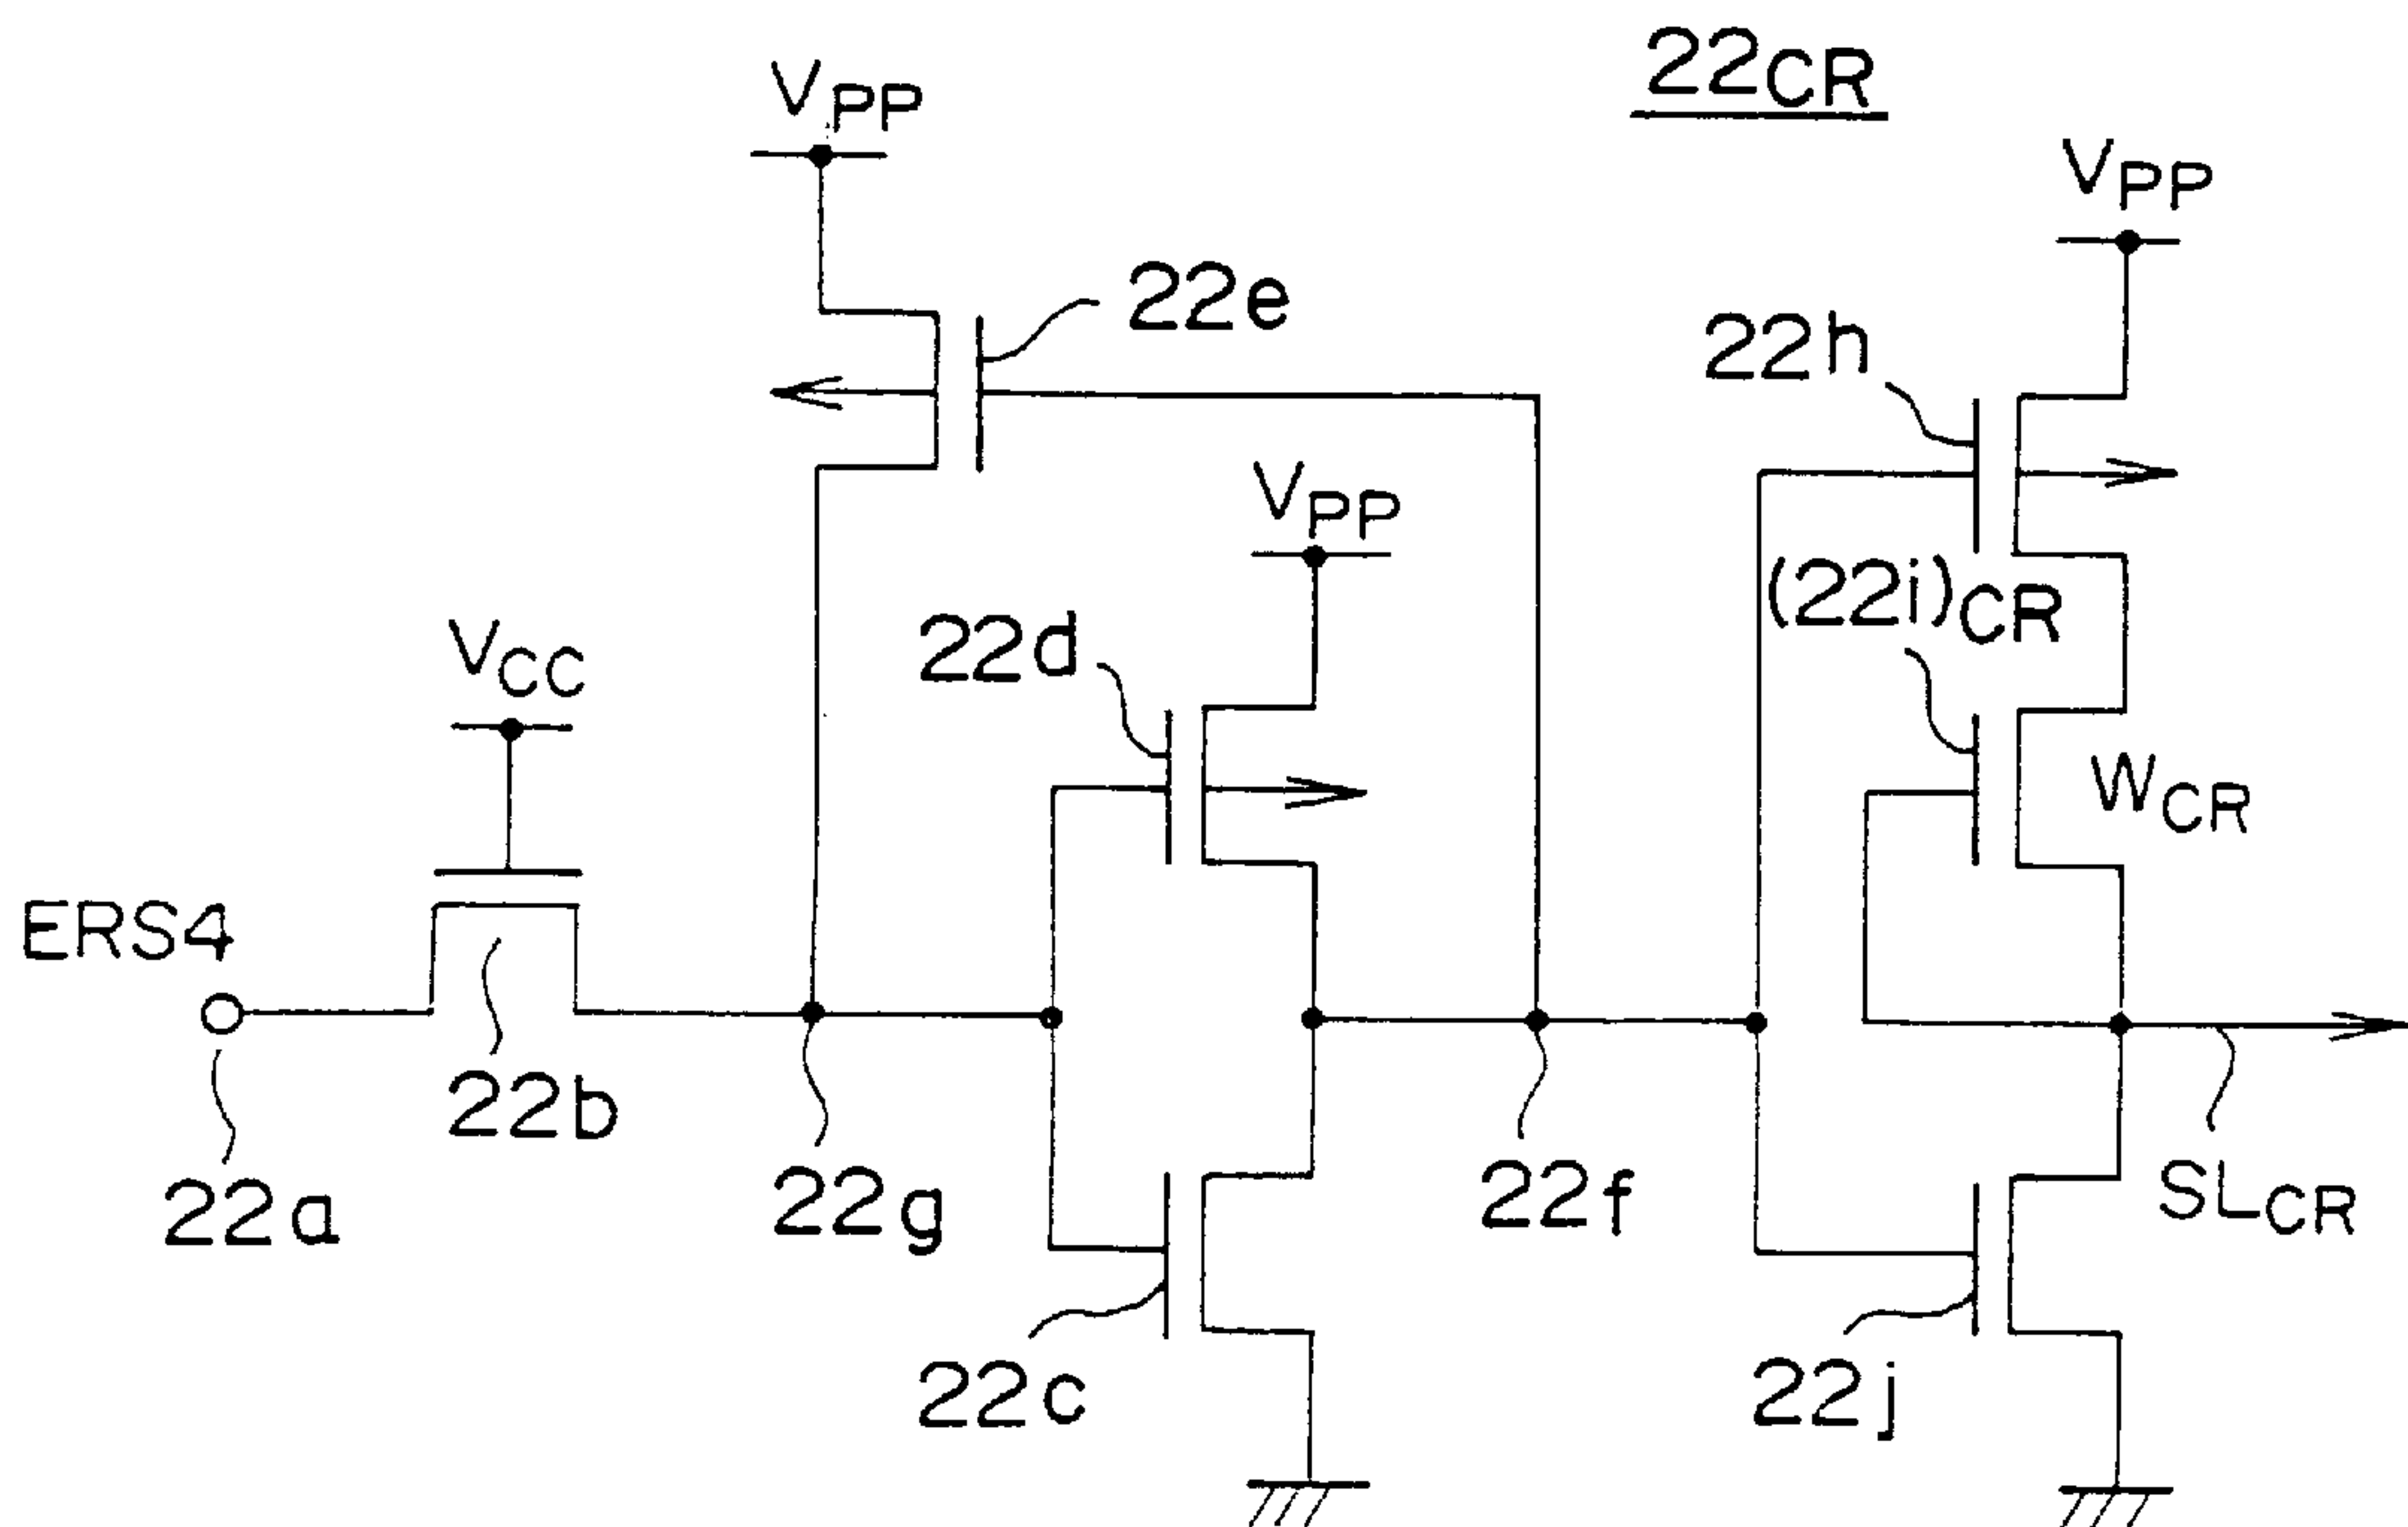 22CR
VPP
VPP
22e
22h
VPP
(22i)CR
22d
VCC
WCR
ERS4
22b
22a
22g
22f
SLCR
22c
22j